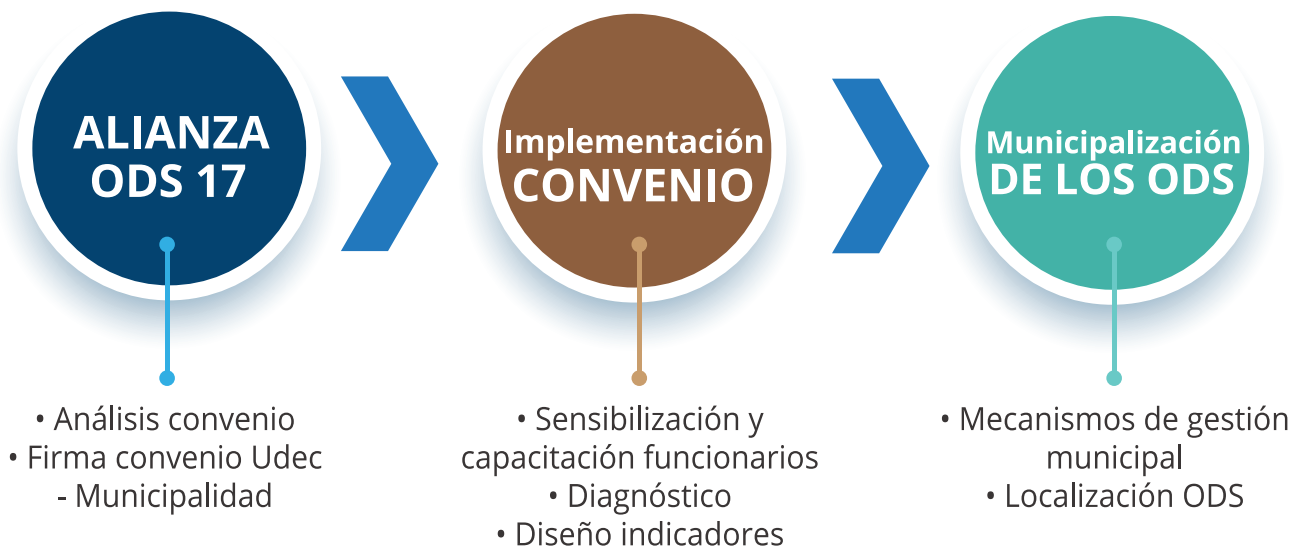 ALIANZA
ODS 17
• Análisis convenio
• Firma convenio Udec
- Municipalidad
Implementación
CONVENIO
• Sensibilización y
capacitación funcionarios
• Diagnóstico
• Diseño indicadores
Municipalización
DE LOS ODS
• Mecanismos de gestión
municipal
• Localización ODS